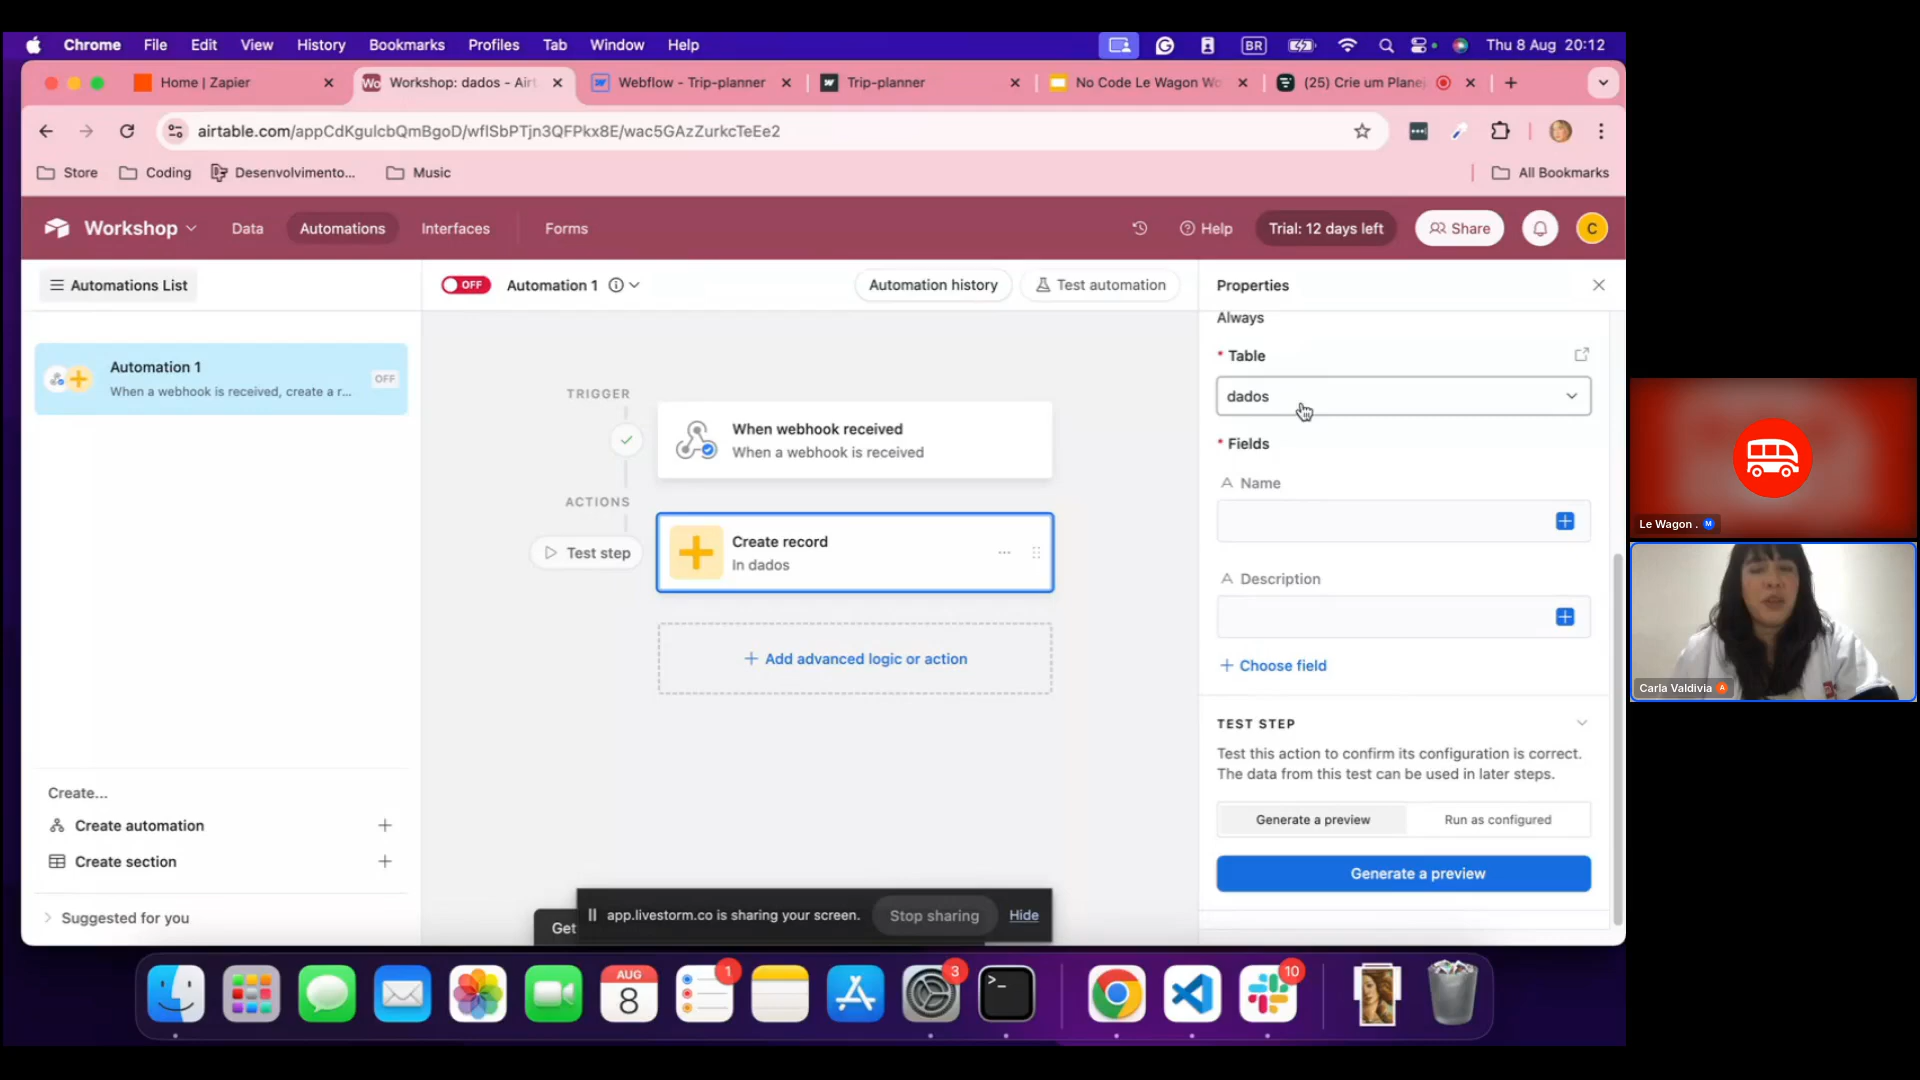 Chrome File Edit View History Bookmarks Profiles Tab Window Help BR Thu 8 Aug 20:12
Home | Zapier
Workshop: dados - Airt
Webflow - Trip-planner
Trip-planner
No Code Le Wagon Wo
(25) Crie um Plane
airtable.com/appCdKgulcbQmBgoD/wflSbPTjn3QFPkx8E/wac5GAzZurkcTeEe2
Store Coding Desenvolvimento... Music All Bookmarks
Workshop Data Automations Interfaces Forms Help Trial: 12 days left Share C
Automations List
OFF Automation 1 Automation history Test automation
Properties
Always
Automation 1
When a webhook is received, create a r...
OFF
TRIGGER
When webhook received
When a webhook is received
ACTIONS
Test step
Create record
In dados
+ Add advanced logic or action
* Table
dados
* Fields
A Name
A Description
+ Choose field
TEST STEP
Test this action to confirm its configuration is correct.
The data from this test can be used in later steps.
Generate a preview Run as configured
Generate a preview
Create...
Create automation
Create section
Suggested for you
Get
app.livestorm.co is sharing your screen. Stop sharing Hide
AUG
8
1
3
10
Le Wagon . M
Carla Valdivia A